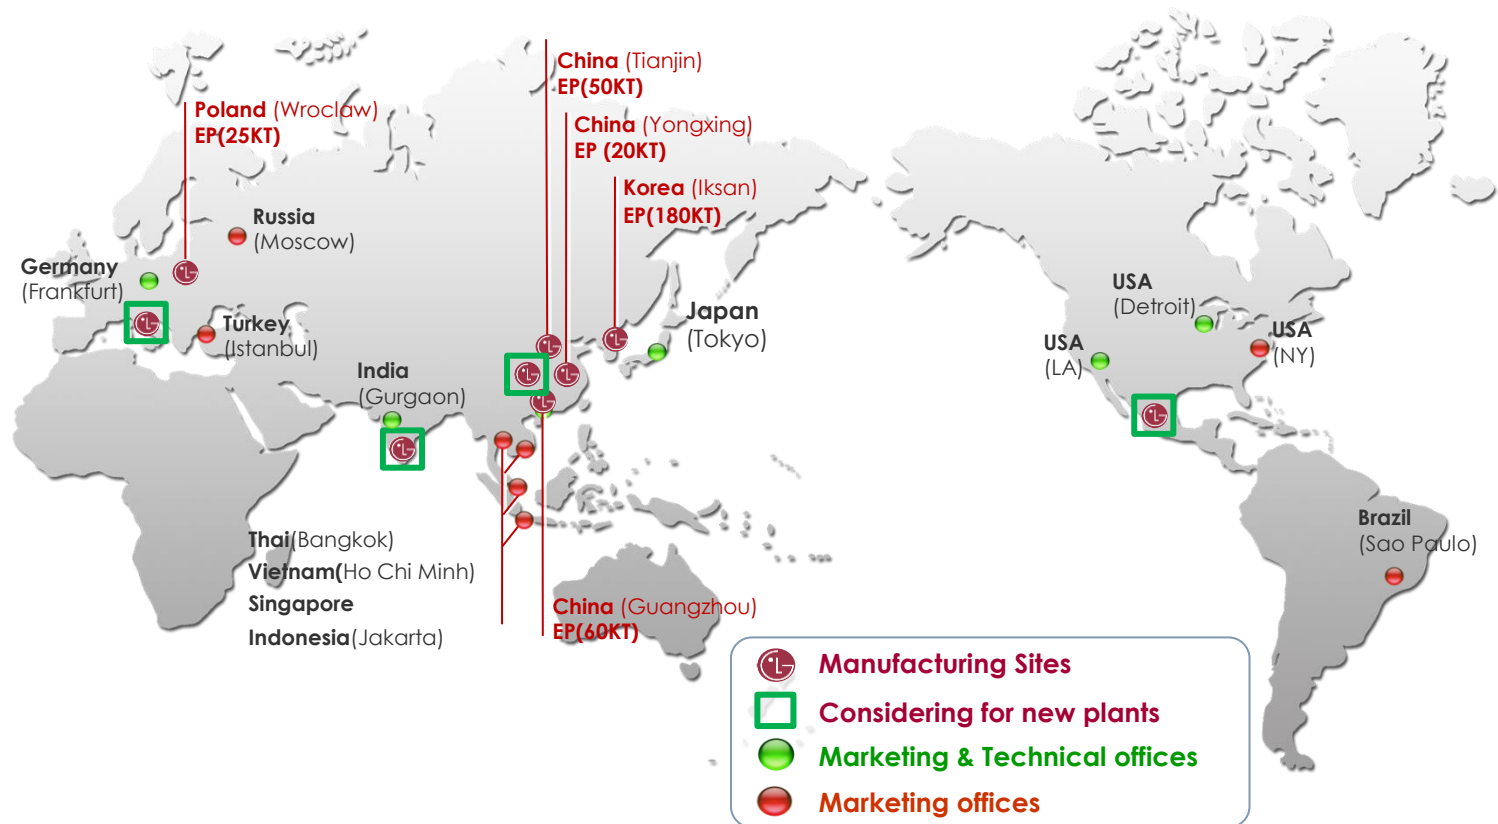 China (Tianjin)
EP(50KT)
Poland (Wroclaw)
EP(25KT)
China (Yongxing)
EP (20KT)
Korea (Iksan)
EP(180KT)
Russia
(Moscow)
Germany
(Frankfurt)
Turkey
(Istanbul)
India
(Gurgaon)
Japan
(Tokyo)
USA
(Detroit)
USA
(LA)
USA
(NY)
Brazil
(Sao Paulo)
Thai(Bangkok)
Vietnam(Ho Chi Minh)
Singapore
Indonesia(Jakarta)
China (Guangzhou)
EP(60KT)
Manufacturing Sites
Considering for new plants
Marketing & Technical offices
Marketing offices